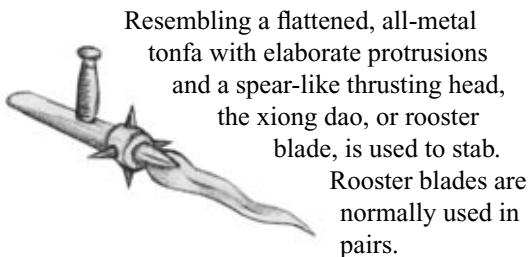 Resembling a flattened, all-metal
tonfa with elaborate protrusions
and a spear-like thrusting head,
the xiong dao, or rooster
blade, is used to stab.
Rooster blades are
normally used in
pairs.